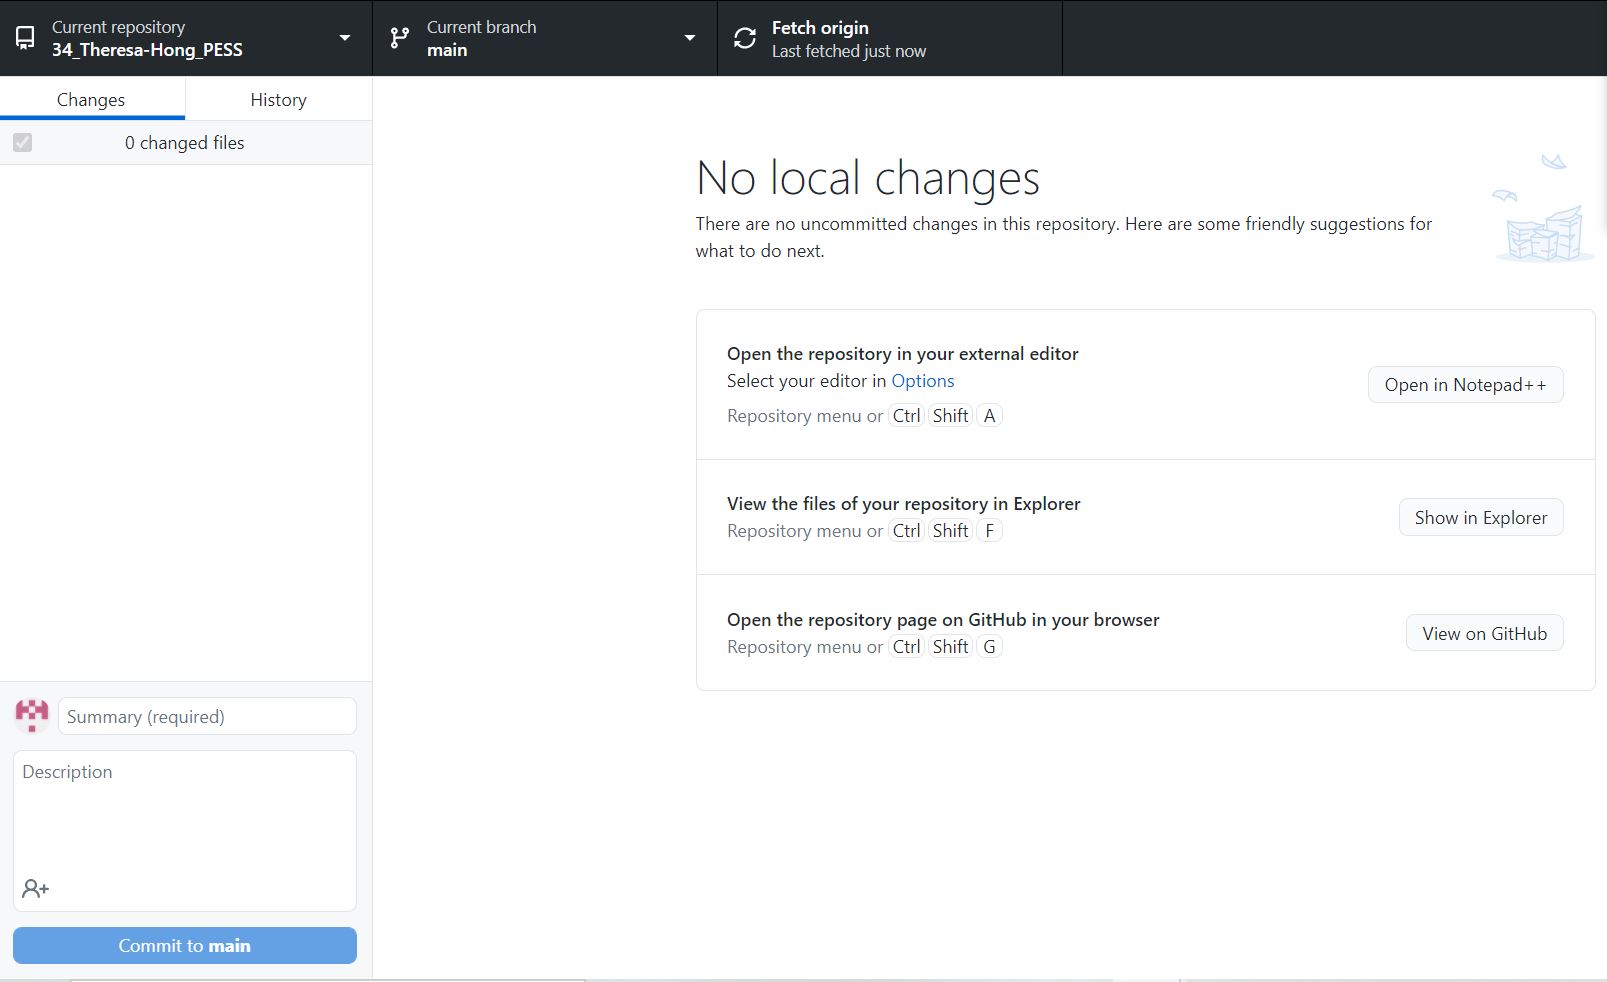 Current repository
34_Theresa-Hong_PESS
Current branch
main
Fetch origin
Last fetched just now
Changes
History
0 changed files
No local changes
There are no uncommitted changes in this repository. Here are some friendly suggestions for
what to do next.
Open the repository in your external editor
Select your editor in Options
Repository menu or Ctrl Shift A
Open in Notepad++
View the files of your repository in Explorer
Repository menu or Ctrl Shift F
Show in Explorer
Open the repository page on GitHub in your browser
Repository menu or Ctrl Shift G
View on GitHub
Summary (required)
Description
Commit to main